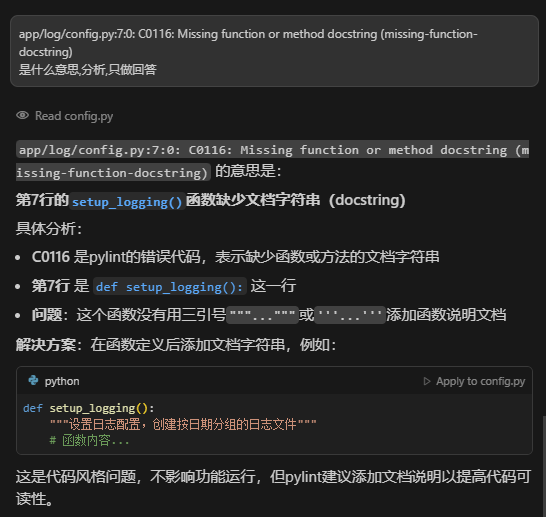 app/log/config.py:7:0: C0116: Missing function or method docstring (missing-function-
docstring)
是什么意思,分析,只做回答
Read config.py
app/log/config.py:7:0: C0116: Missing function or method docstring (m
issing-function-docstring) 的意思是：
第7行的 setup_logging() 函数缺少文档字符串（docstring）
具体分析：
• C0116 是pylint的错误代码，表示缺少函数或方法的文档字符串
• 第7行 是 def setup_logging(): 这一行
• 问题：这个函数没有用三引号 """...""" 或 '''...''' 添加函数说明文档
解决方案：在函数定义后添加文档字符串，例如：
python
Apply to config.py
def setup_logging():
"""设置日志配置，创建按日期分组的日志文件"""
# 函数内容...
这是代码风格问题，不影响功能运行，但pylint建议添加文档说明以提高代码可
读性。